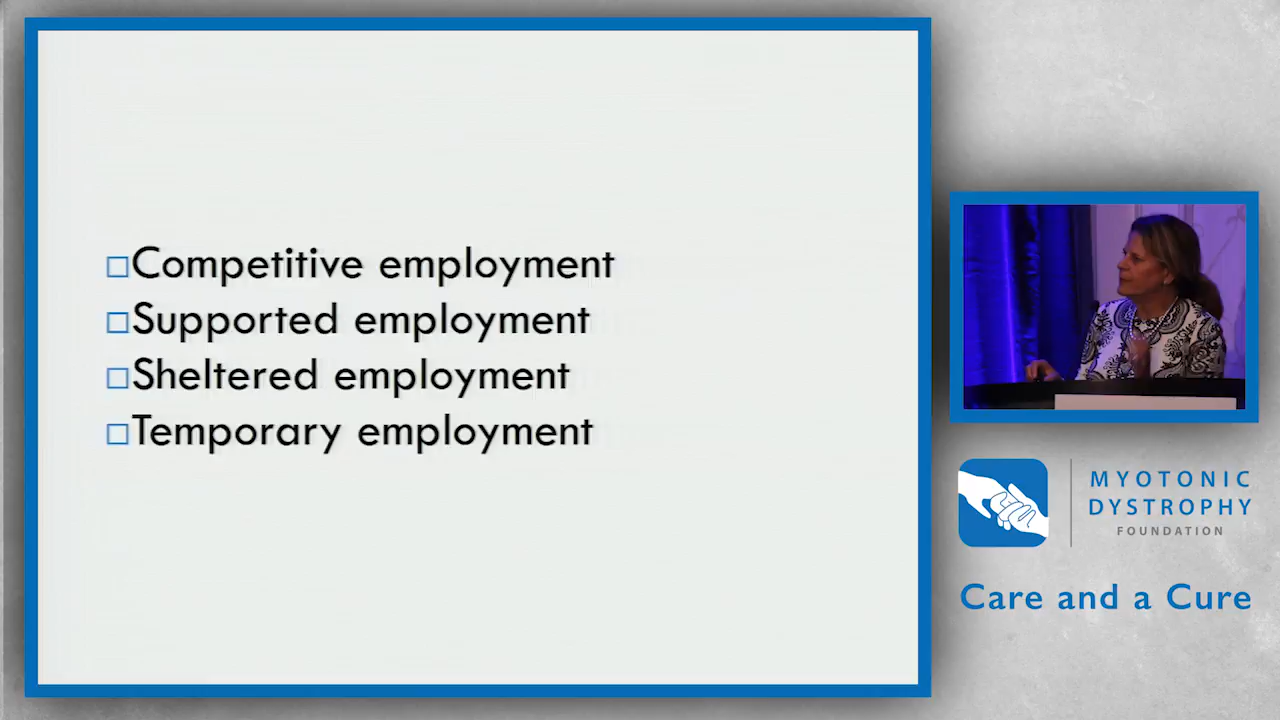 Competitive employment
Supported employment
Sheltered employment
Temporary employment
MYOTONIC
DYSTROPHY
FOUNDATION
Care and a Cure